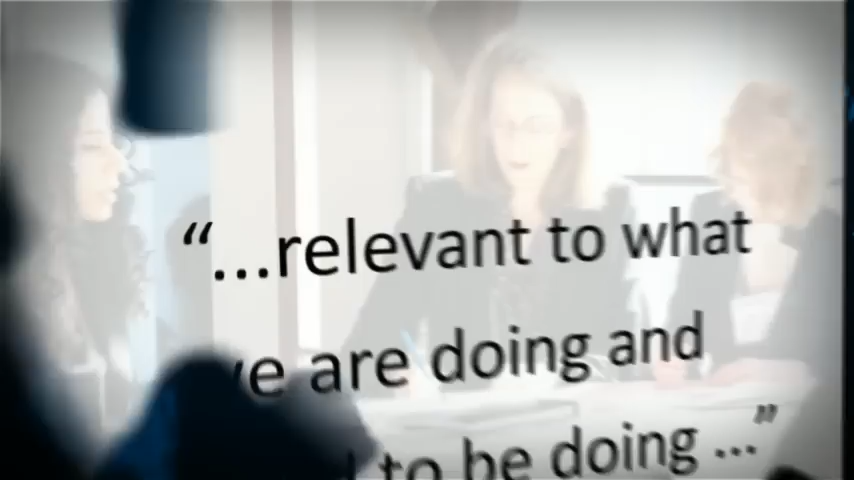 “...relevant to what
are doing and
to be doing ...”